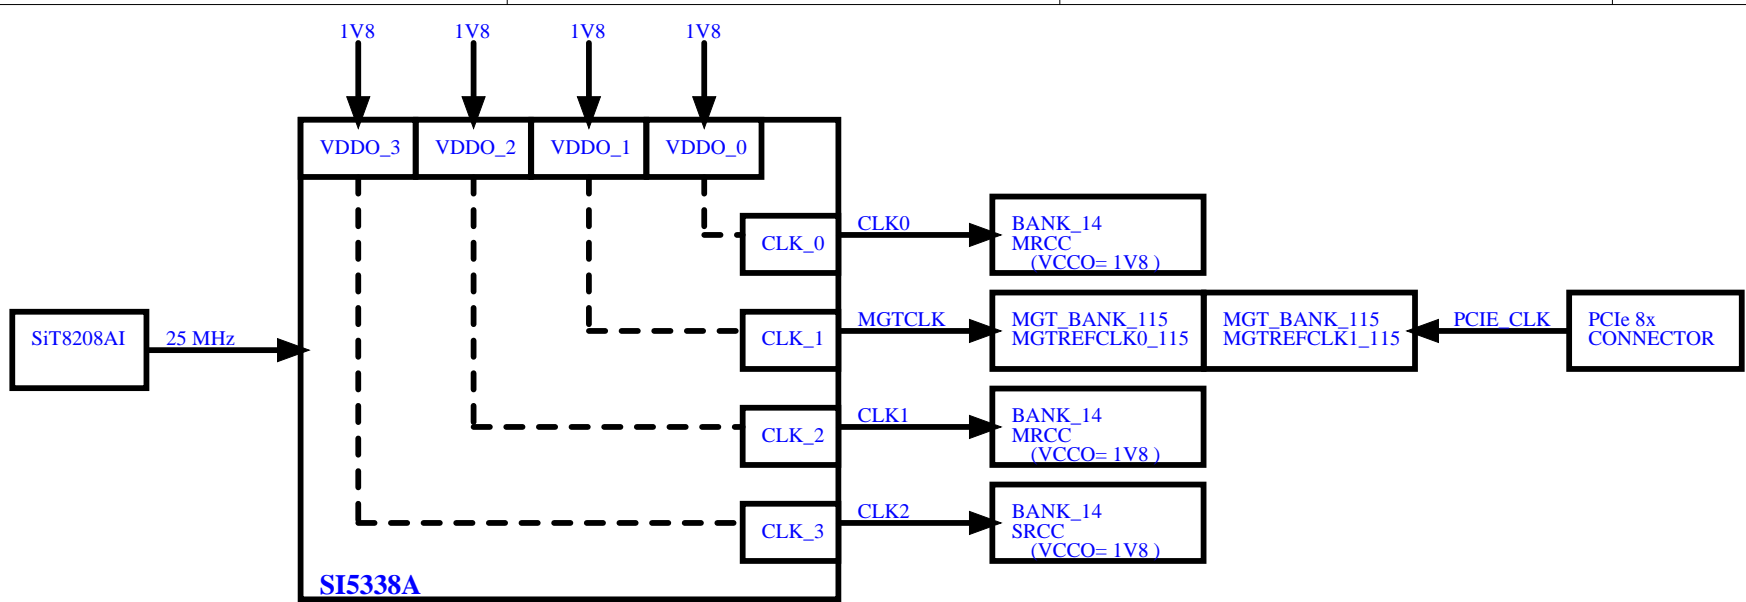 1V8
1V8
1V8
1V8
VDDO_3
VDDO_2
VDDO_1
VDDO_0
CLK_0
CLK0
BANK_14
MRCC
(VCCO= 1V8 )
SiT8208AI
25 MHz
CLK_1
MGTCLK
MGT_BANK_115
MGTREFCLK0_115
MGT_BANK_115
MGTREFCLK1_115
PCIE_CLK
PCIe 8x
CONNECTOR
CLK_2
CLK1
BANK_14
MRCC
(VCCO= 1V8 )
CLK_3
CLK2
BANK_14
SRCC
(VCCO= 1V8 )
SI5338A